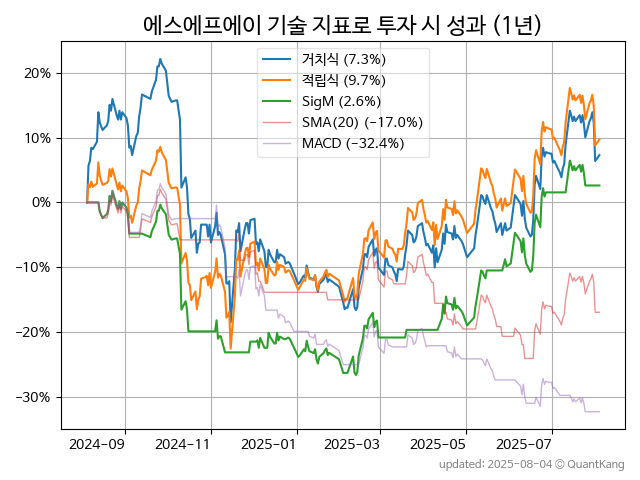 에스에프에이 기술 지표로 투자 시 성과 (1년)
거치식 (7.3%)
적립식 (9.7%)
SigM (2.6%)
SMA(20) (−17.0%)
MACD (−32.4%)
20%
10%
0%
−10%
−20%
−30%
2024-09 2024-11 2025-01 2025-03 2025-05 2025-07
updated: 2025-08-04 © QuantKang